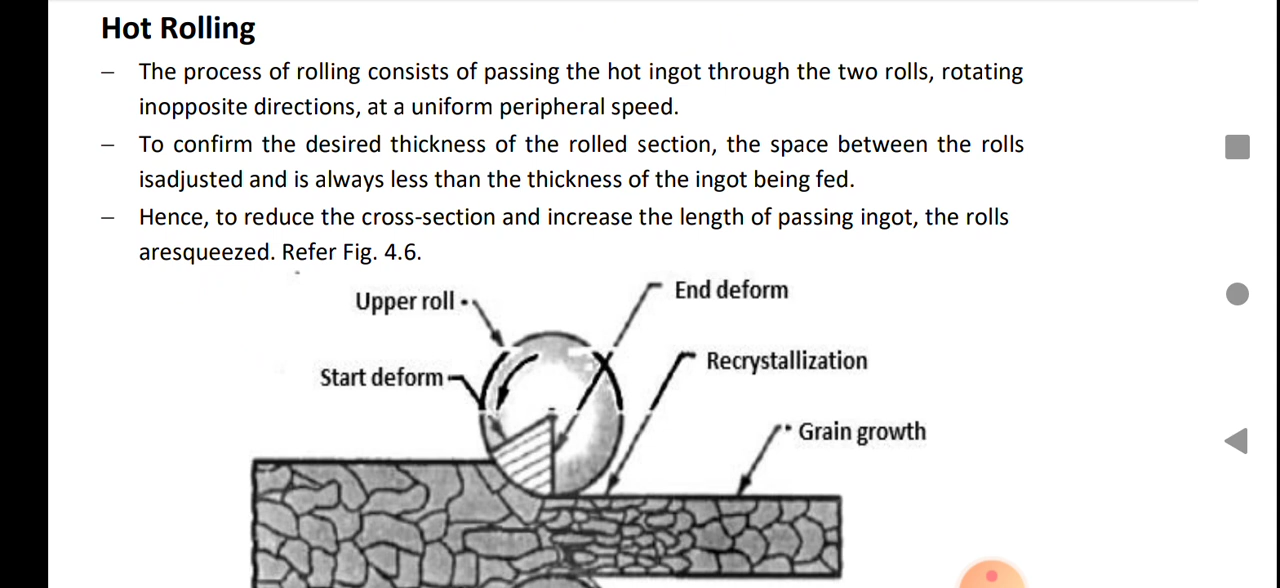 Hot Rolling
– The process of rolling consists of passing the hot ingot through the two rolls, rotating
inopposite directions, at a uniform peripheral speed.
– To confirm the desired thickness of the rolled section, the space between the rolls
isadjusted and is always less than the thickness of the ingot being fed.
– Hence, to reduce the cross-section and increase the length of passing ingot, the rolls
aresqueezed. Refer Fig. 4.6.
End deform
Upper roll
Recrystallization
Start deform
Grain growth